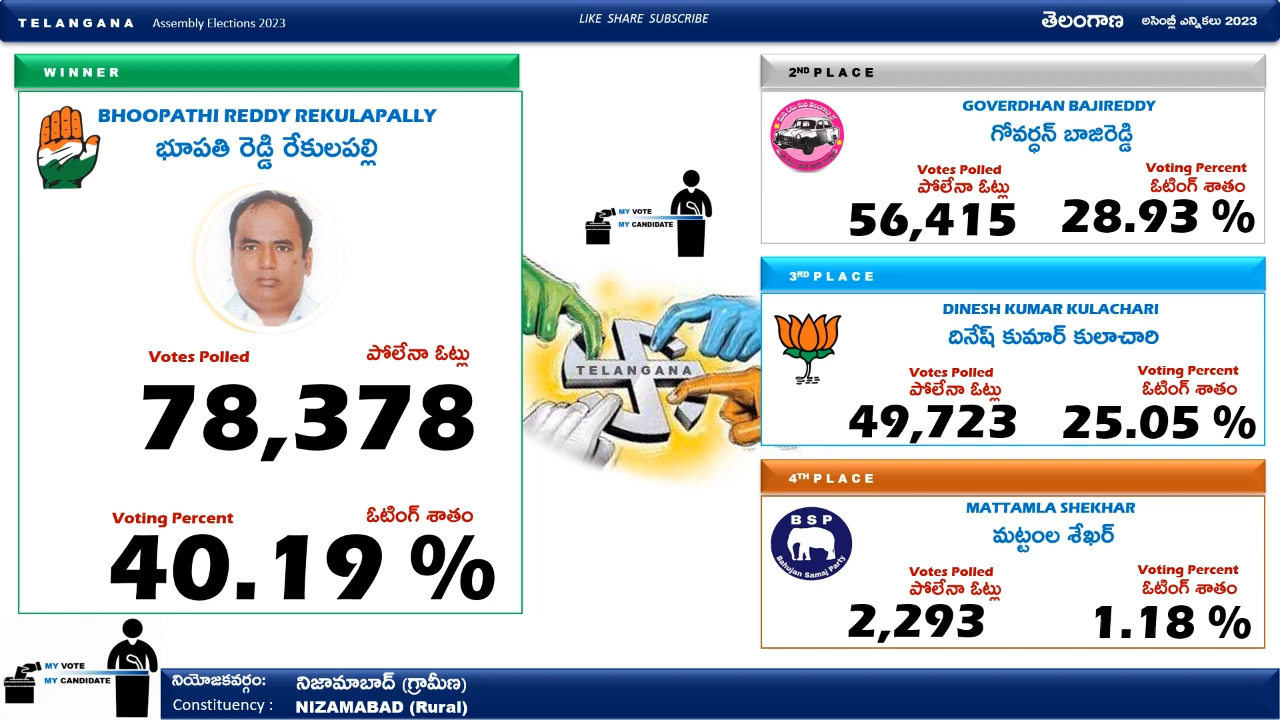 TELANGANA Assembly Elections 2023
LIKE SHARE SUBSCRIBE
తెలంగాణ అసెంబ్లీ ఎన్నికలు 2023
WINNER
BHOOPATHI REDDY REKULAPALLY
భూపతి రెడ్డి రేకులపల్లి
Votes Polled పోలేనా ఓట్లు
78,378
Voting Percent ఓటింగ్ శాతం
40.19 %
MY VOTE
MY CANDIDATE
TELANGANA
2ND PLACE
GOVERDHAN BAJIREDDY
గోవర్ధన్ బాజిరెడ్డి
Votes Polled Voting Percent
పోలేనా ఓట్లు ఓటింగ్ శాతం
56,415 28.93 %
3RD PLACE
DINESH KUMAR KULACHARI
దినేష్ కుమార్ కులాచారి
Votes Polled Voting Percent
పోలేనా ఓట్లు ఓటింగ్ శాతం
49,723 25.05 %
4TH PLACE
BSP
Bahujan Samaj Party
MATTAMLA SHEKHAR
మట్టంల శేఖర్
Votes Polled Voting Percent
పోలేనా ఓట్లు ఓటింగ్ శాతం
2,293 1.18 %
MY VOTE
MY CANDIDATE
నియోజకవర్గం: నిజామాబాద్ (గ్రామీణ)
Constituency : NIZAMABAD (Rural)